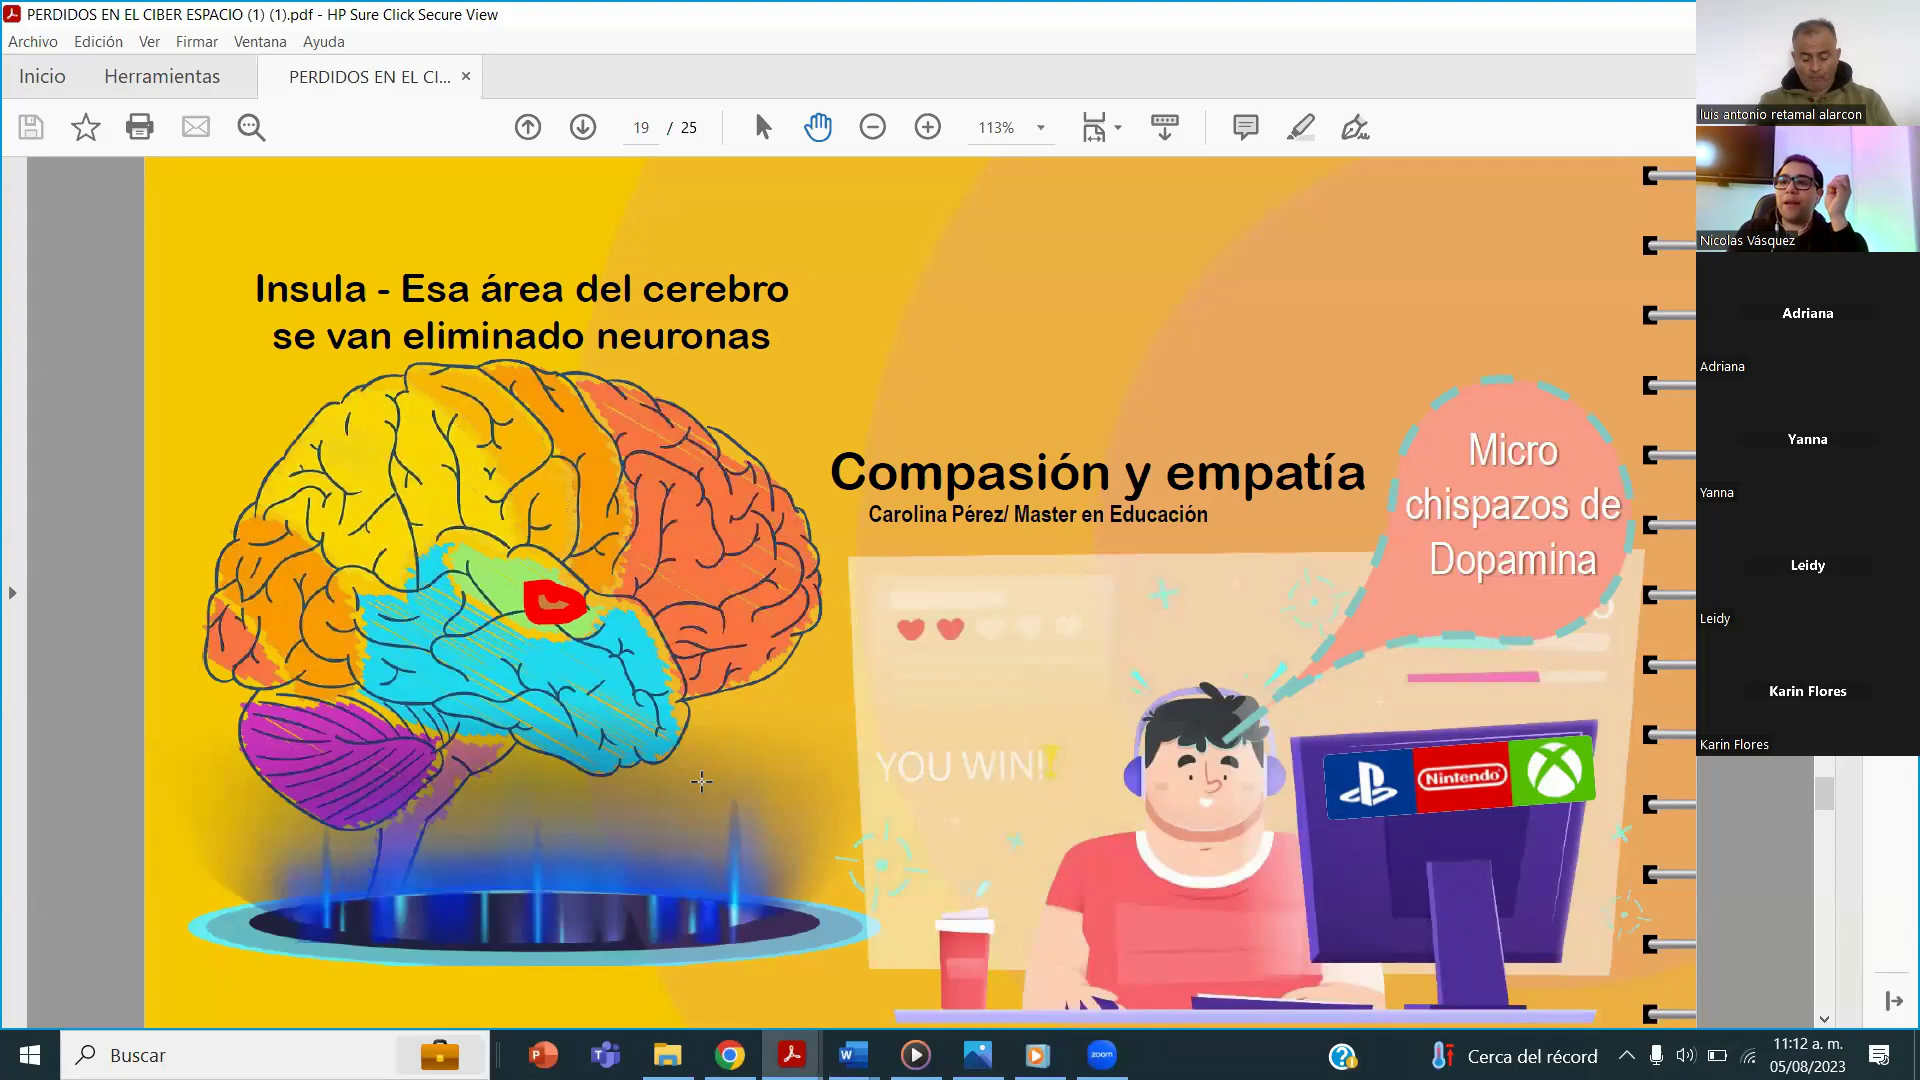 PERDIDOS EN EL CIBER ESPACIO (1) (1).pdf - HP Sure Click Secure View
Archivo Edición Ver Firmar Ventana Ayuda
Inicio Herramientas PERDIDOS EN EL CI... ×
19 / 25 113%
Insula - Esa área del cerebro
se van eliminado neuronas
Compasión y empatía
Carolina Pérez/ Master en Educación
Micro
chispazos de
Dopamina
YOU WIN!
Nintendo
luis antonio retamal alarcon
Nicolas Vásquez
Adriana
Adriana
Yanna
Yanna
Leidy
Leidy
Karin Flores
Karin Flores
Buscar
zoom
Cerca del récord
11:12 a. m.
05/08/2023